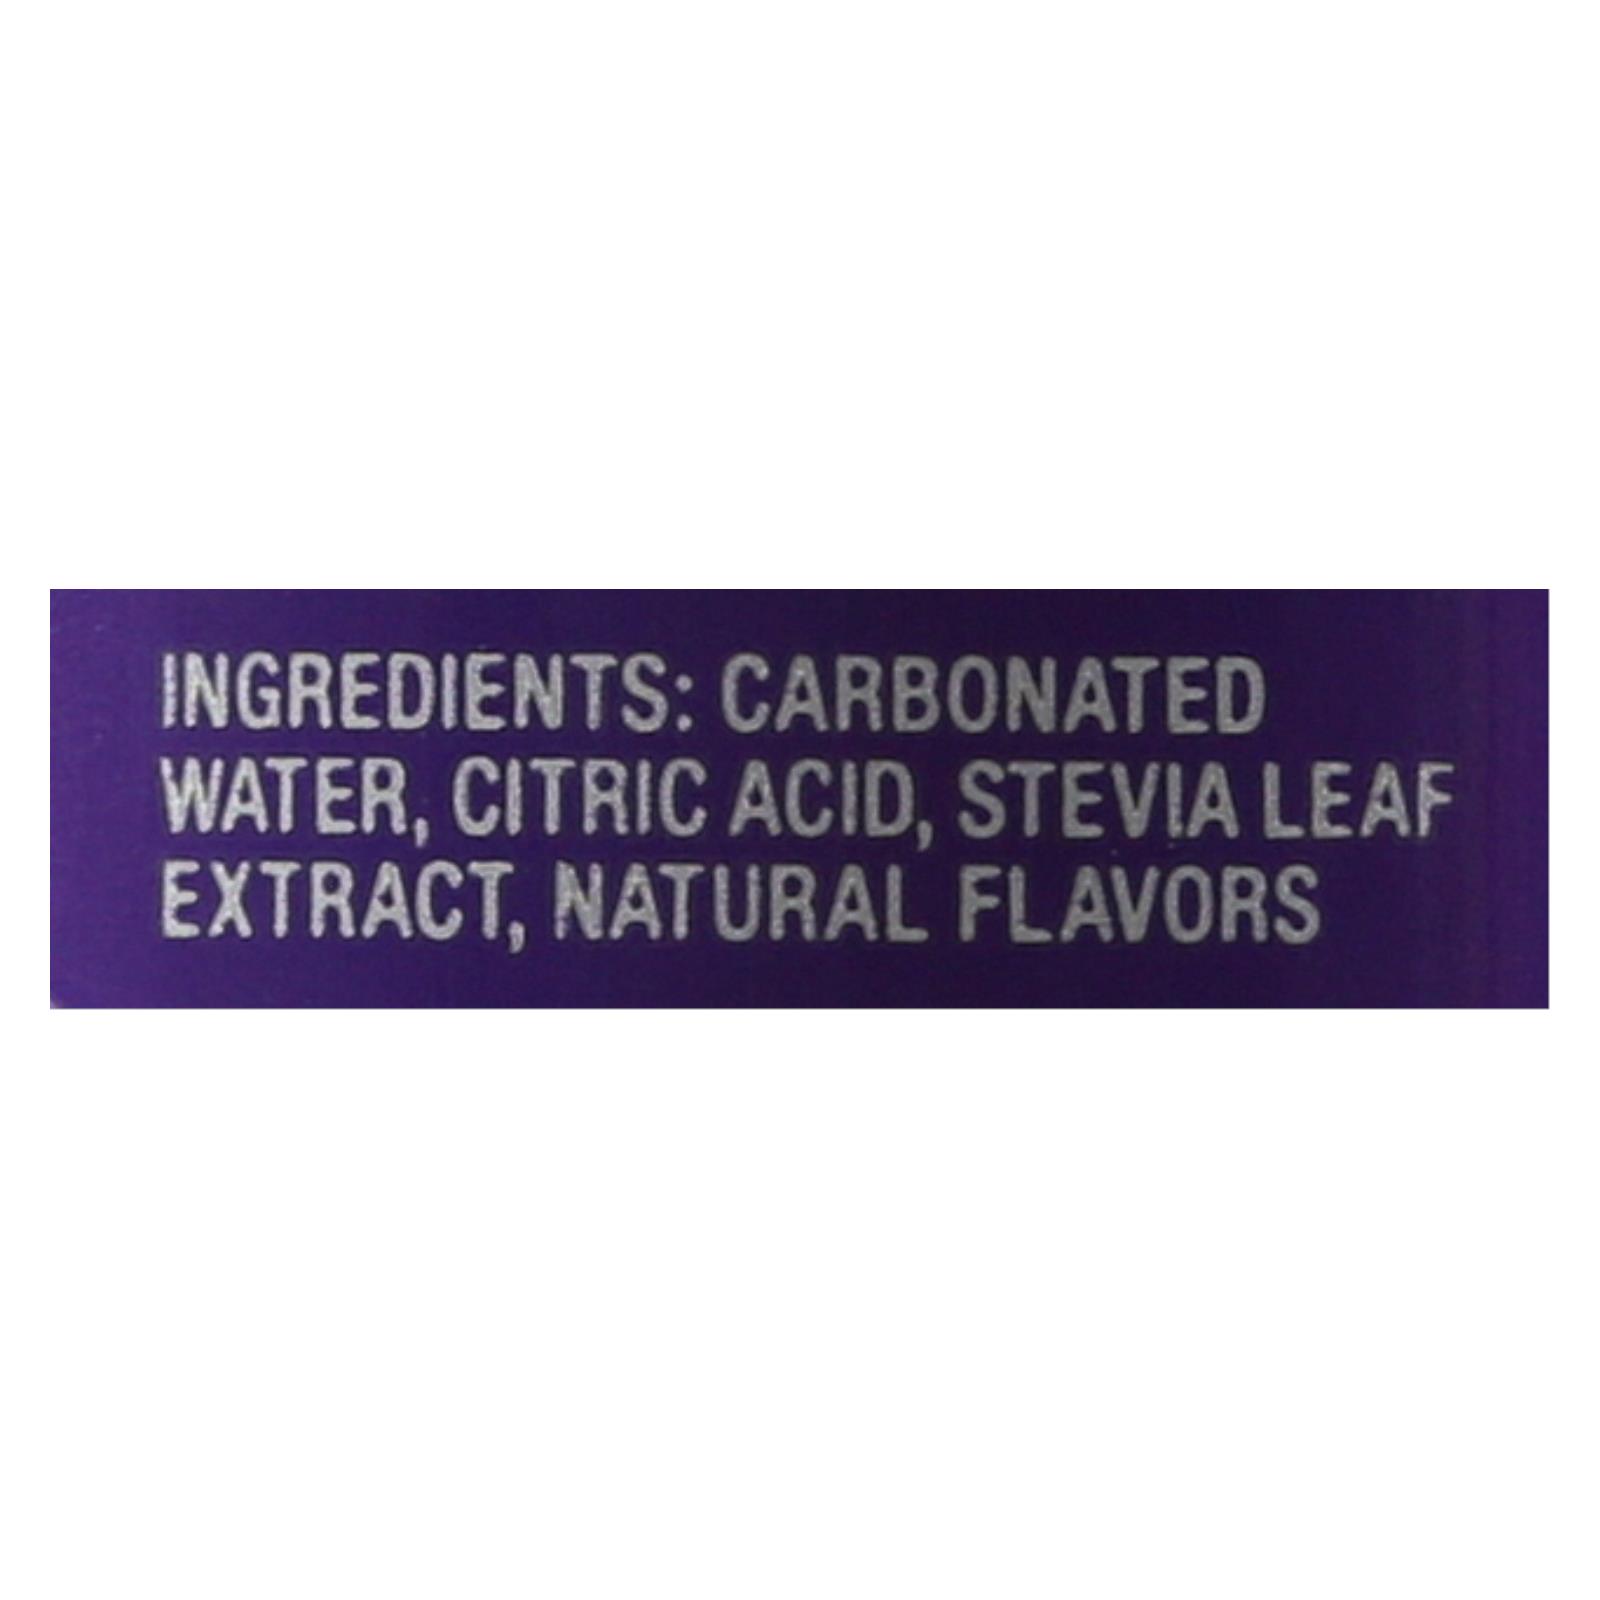 INGREDIENTS: CARBONATED
WATER, CITRIC ACID, STEVIA LEAF
EXTRACT, NATURAL FLAVORS